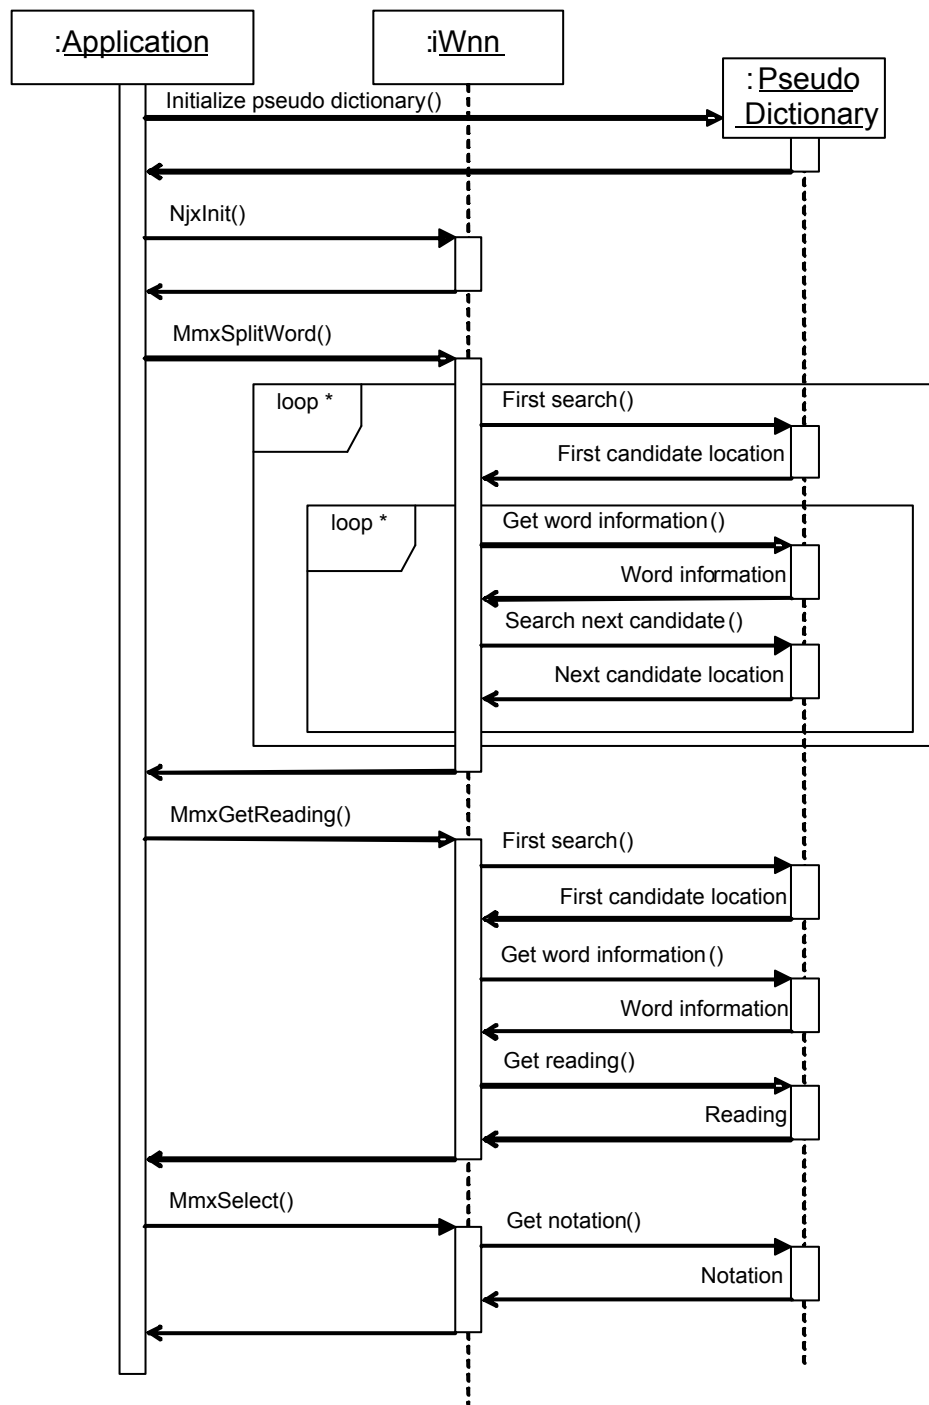 :Application
:iWnn
: Pseudo
Dictionary
Initialize pseudo dictionary()
NjxInit()
MmxSplitWord()
loop *
First search()
First candidate location
loop *
Get word information()
Word information
Search next candidate()
Next candidate location
MmxGetReading()
First search()
First candidate location
Get word information()
Word information
Get reading()
Reading
MmxSelect()
Get notation()
Notation